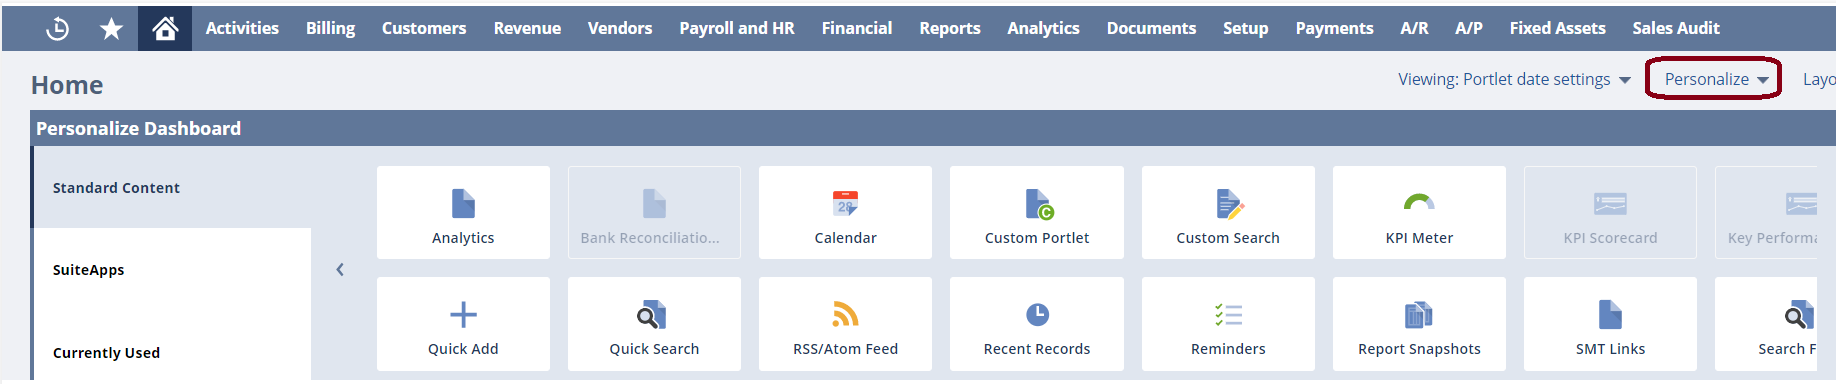 Activities Billing Customers Revenue Vendors Payroll and HR Financial Reports Analytics Documents Setup Payments A/R A/P Fixed Assets Sales Audit
Home
Viewing: Portlet date settings Personalize Layo
Personalize Dashboard
Standard Content
SuiteApps
Currently Used
Analytics Bank Reconciliatio... 28 Calendar C Custom Portlet Custom Search KPI Meter KPI Scorecard Key Performa
Quick Add Quick Search RSS/Atom Feed Recent Records Reminders Report Snapshots SMT Links Search F